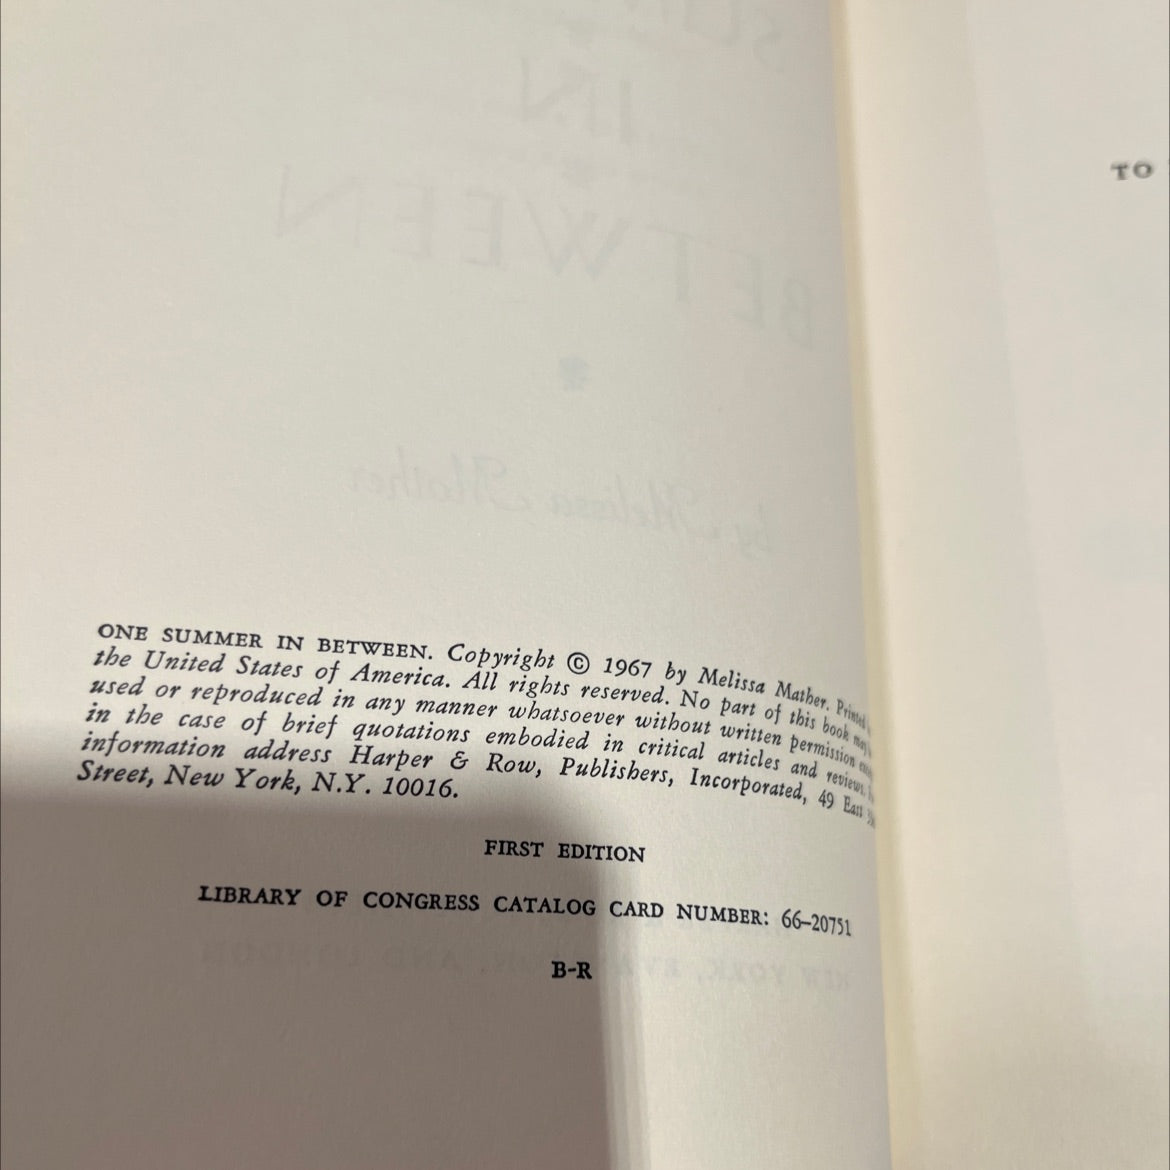 TO
ONE SUMMER IN BETWEEN. Copyright © 1967 by Melissa Mather. Printed
the United States of America. All rights reserved. No part of this book may
used or reproduced in any manner whatsoever without written permission
in the case of brief quotations embodied in critical articles and reviews.
information address Harper & Row, Publishers, Incorporated, 49 East
Street, New York, N.Y. 10016.
FIRST EDITION
LIBRARY OF CONGRESS CATALOG CARD NUMBER: 66–20751
B-R